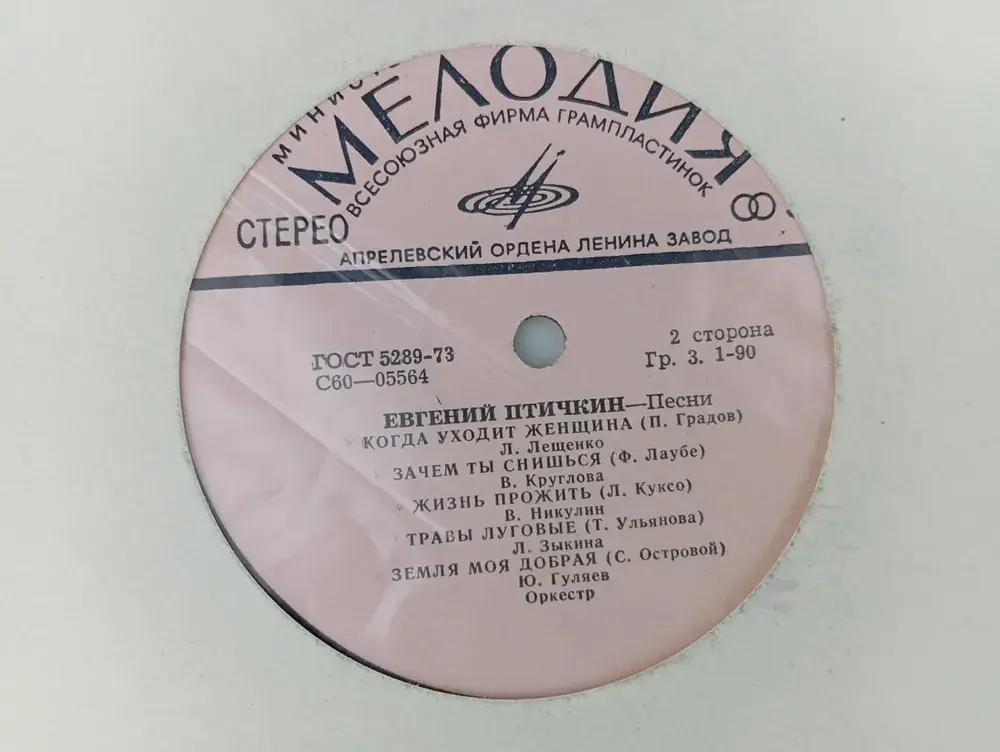 МЕЛОДИЯ
ВСЕСОЮЗНАЯ ФИРМА ГРАМПЛАСТИНОК
СТЕРЕО
АПРЕЛЕВСКИЙ ОРДЕНА ЛЕНИНА ЗАВОД
ГОСТ 5289-73
С60—05564
2 сторона
Гр. 3. 1-90
ЕВГЕНИЙ ПТИЧКИН—Песни
КОГДА УХОДИТ ЖЕНЩИНА (П. Градов)
Л. Лещенко
ЗАЧЕМ ТЫ СНИШЬСЯ (Ф. Лаубе)
В. Круглова
ЖИЗНЬ ПРОЖИТЬ (Л. Куксо)
В. Никулин
ТРАВЫ ЛУГОВЫЕ (Т. Ульянова)
Л. Зыкина
ЗЕМЛЯ МОЯ ДОБРАЯ (С. Островой)
Ю. Гуляев
Оркестр